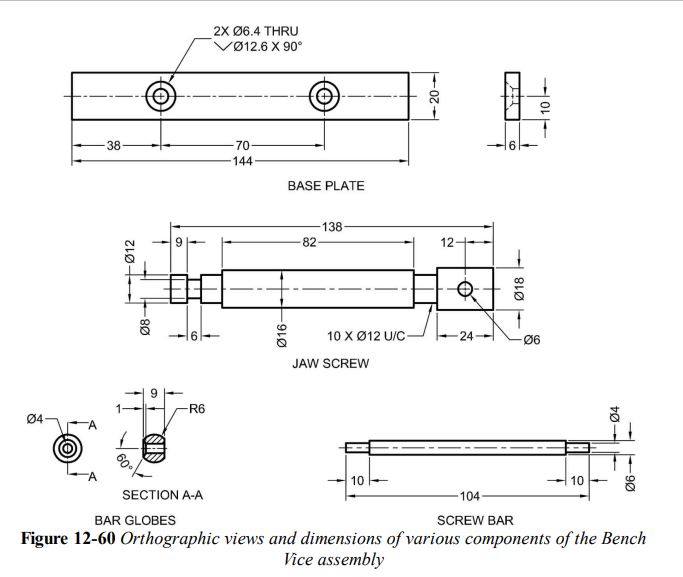 2X Ø6.4 THRU
Ø12.6 X 90°
20
10
38
70
144
6
BASE PLATE
138
9
82
12
Ø12
Ø8
6
Ø16
10 X Ø12 U/C
24
Ø18
Ø6
JAW SCREW
9
1
R6
Ø4
A
A
60°
SECTION A-A
BAR GLOBES
Ø4
Ø6
10
10
104
SCREW BAR
Figure 12-60 Orthographic views and dimensions of various components of the Bench
Vice assembly